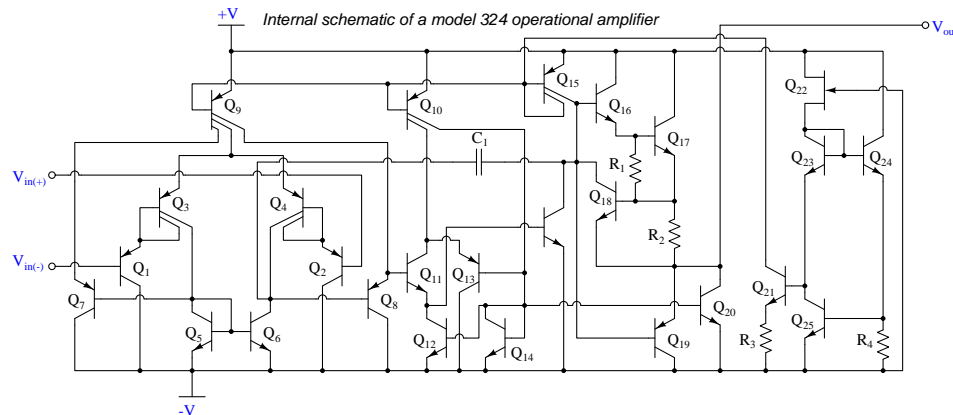 +V
Internal schematic of a model 324 operational amplifier
Vou
Q15
Q9
Q10
Q16
Q22
C1
Q17
Q23
Q24
Vin(+)
R1
Q3
Q4
Q18
R2
Vin(-)
Q1
Q2
Q11
Q13
Q7
Q8
Q21
Q20
Q25
Q5
Q6
Q12
Q14
Q19
R3
R4
-V